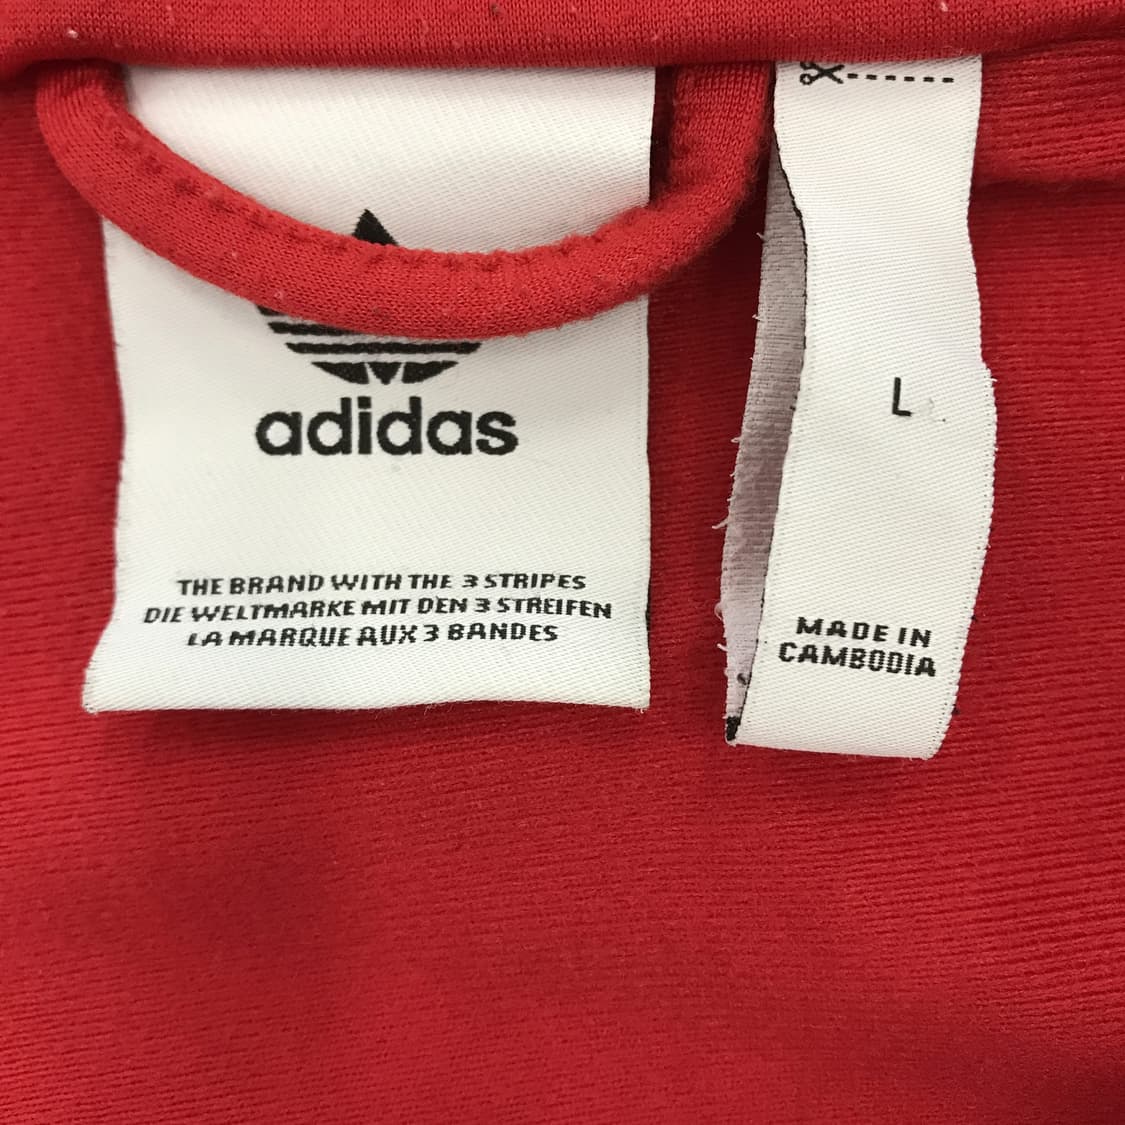 adidas
THE BRAND WITH THE 3 STRIPES
DIE WELTMARKE MIT DEN 3 STREIFEN
LA MARQUE AUX 3 BANDES
L
MADE IN
CAMBODIA